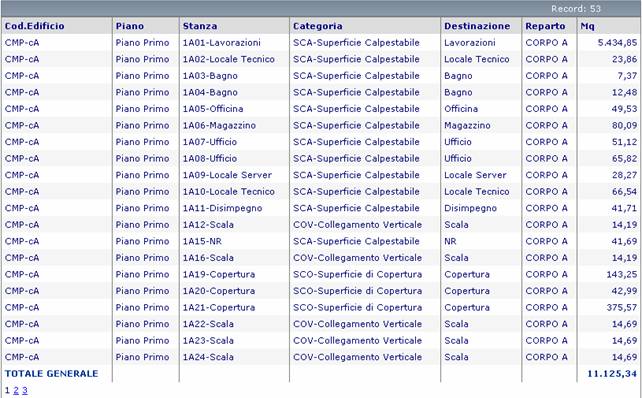 Record: 53
Cod.Edificio Piano Stanza Categoria Destinazione Reparto Mq
CMP-cA Piano Primo 1A01-Lavorazioni SCA-Superficie Calpestabile Lavorazioni CORPO A 5.434,85
CMP-cA Piano Primo 1A02-Locale Tecnico SCA-Superficie Calpestabile Locale Tecnico CORPO A 23,86
CMP-cA Piano Primo 1A03-Bagno SCA-Superficie Calpestabile Bagno CORPO A 7,37
CMP-cA Piano Primo 1A04-Bagno SCA-Superficie Calpestabile Bagno CORPO A 12,48
CMP-cA Piano Primo 1A05-Officina SCA-Superficie Calpestabile Officina CORPO A 49,53
CMP-cA Piano Primo 1A06-Magazzino SCA-Superficie Calpestabile Magazzino CORPO A 80,09
CMP-cA Piano Primo 1A07-Ufficio SCA-Superficie Calpestabile Ufficio CORPO A 51,12
CMP-cA Piano Primo 1A08-Ufficio SCA-Superficie Calpestabile Ufficio CORPO A 65,82
CMP-cA Piano Primo 1A09-Locale Server SCA-Superficie Calpestabile Locale Server CORPO A 28,27
CMP-cA Piano Primo 1A10-Locale Tecnico SCA-Superficie Calpestabile Locale Tecnico CORPO A 66,54
CMP-cA Piano Primo 1A11-Disimpegno SCA-Superficie Calpestabile Disimpegno CORPO A 41,71
CMP-cA Piano Primo 1A12-Scala COV-Collegamento Verticale Scala CORPO A 14,19
CMP-cA Piano Primo 1A15-NR SCA-Superficie Calpestabile NR CORPO A 41,69
CMP-cA Piano Primo 1A16-Scala COV-Collegamento Verticale Scala CORPO A 14,19
CMP-cA Piano Primo 1A19-Copertura SCO-Superficie di Copertura Copertura CORPO A 143,25
CMP-cA Piano Primo 1A20-Copertura SCO-Superficie di Copertura Copertura CORPO A 42,99
CMP-cA Piano Primo 1A21-Copertura SCO-Superficie di Copertura Copertura CORPO A 375,57
CMP-cA Piano Primo 1A22-Scala COV-Collegamento Verticale Scala CORPO A 14,69
CMP-cA Piano Primo 1A23-Scala COV-Collegamento Verticale Scala CORPO A 14,69
CMP-cA Piano Primo 1A24-Scala COV-Collegamento Verticale Scala CORPO A 14,69
TOTALE GENERALE 11.125,34
1 2 3